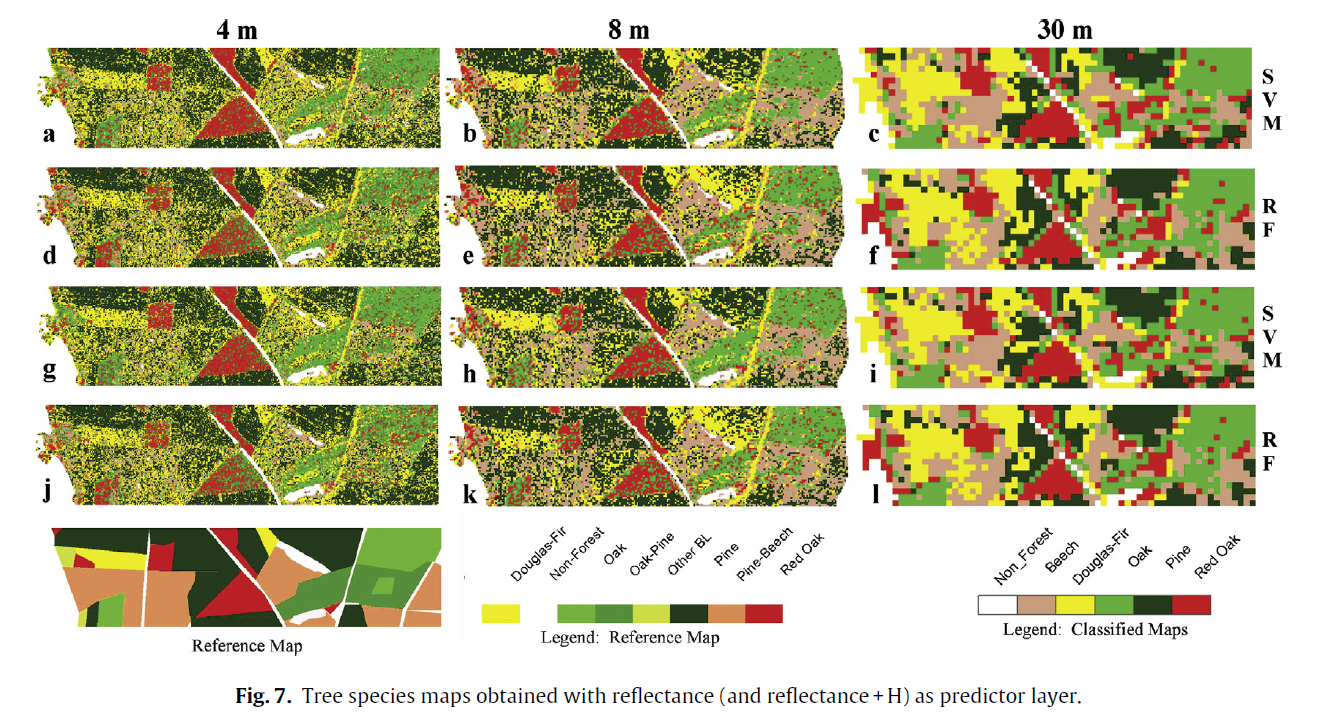 4 m 8 m 30 m
a b c S V M
d e f R F
g h i S V M
j k l R F
Douglas-Fir Non-Forest Oak Oak-Pine Other BL Pine Pine-Beech Red Oak
Non_Forest Beech Douglas-Fir Oak Pine Red Oak
Reference Map
Legend: Reference Map
Legend: Classified Maps
Fig. 7. Tree species maps obtained with reflectance (and reflectance + H) as predictor layer.